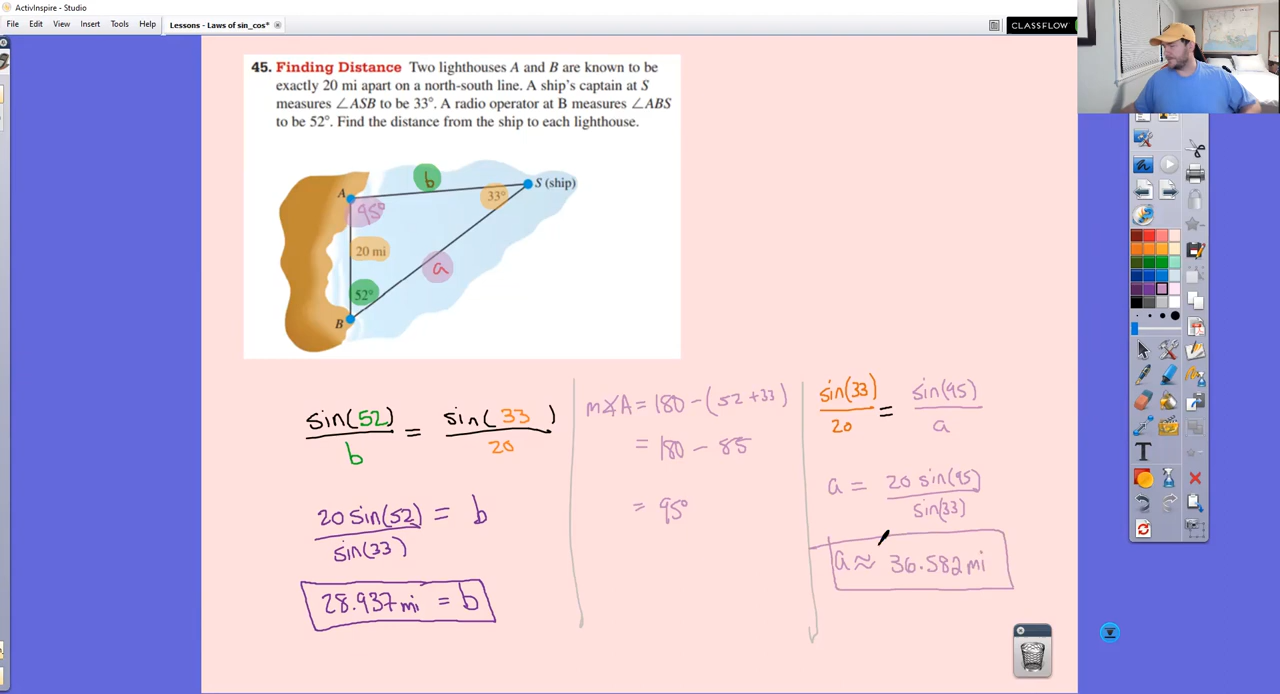 ActivInspire - Studio
File Edit View Insert Tools Help
Lessons - Laws of sin_cos*
CLASSFLOW
45. Finding Distance Two lighthouses A and B are known to be
exactly 20 mi apart on a north-south line. A ship's captain at S
measures ∠ASB to be 33°. A radio operator at B measures ∠ABS
to be 52°. Find the distance from the ship to each lighthouse.
b
S (ship)
A
33°
95°
20 mi
a
52°
B
sin(52)/b = sin(33)/20
20 sin(52)/sin(33) = b
28.937 mi = b
m∡A = 180 - (52 + 33)
= 180 - 85
= 95°
sin(33)/20 = sin(95)/a
a = 20 sin(95)/sin(33)
a ≈ 36.582 mi
T